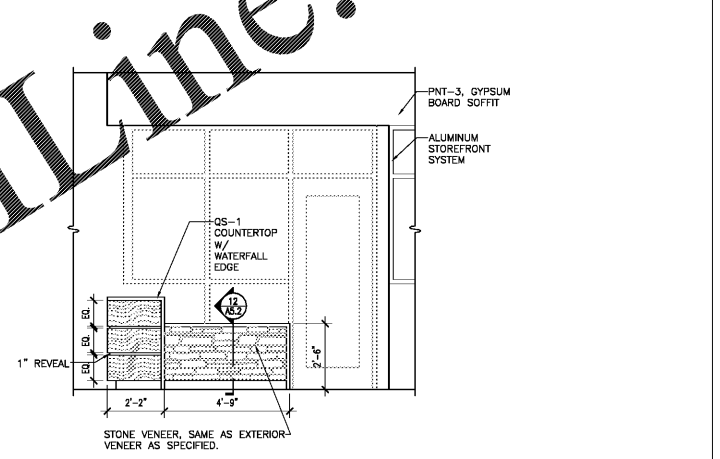 Line.
PNT-3, GYPSUM
BOARD SOFFIT
ALUMINUM
STOREFRONT
SYSTEM
QS-1
COUNTERTOP
W/
WATERFALL
EDGE
12
A5.2
EQ.
EQ.
EQ.
1" REVEAL
2'-6"
2'-2"
4'-9"
STONE VENEER, SAME AS EXTERIOR
VENEER AS SPECIFIED.